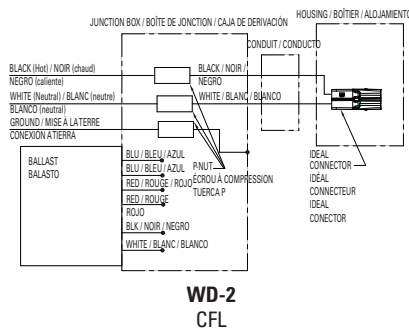 JUNCTION BOX / BOÎTE DE JONCTION / CAJA DE DERIVACIÓN
HOUSING / BOÎTIER / ALOJAMIENTO
CONDUIT / CONDUCTO
BLACK (Hot) / NOIR (chaud)
NEGRO (caliente)
BLACK / NOIR /
NEGRO
WHITE (Neutral) / BLANC (neutre)
BLANCO (neutral)
WHITE / BLANC / BLANCO
GROUND / MISE À LA TERRE
CONEXION A TIERRA
BALLAST
BALASTO
BLU / BLEU / AZUL
BLU / BLEU / AZUL
RED / ROUGE / ROJO
RED / ROUGE
ROJO
BLK / NOIR / NEGRO
WHITE / BLANC / BLANCO
P-NUT
ÉCROU À COMPRESSION
TUERCA P
IDEAL
CONNECTOR
IDÉAL
CONNECTEUR
IDEAL
CONECTOR
WD-2
CFL